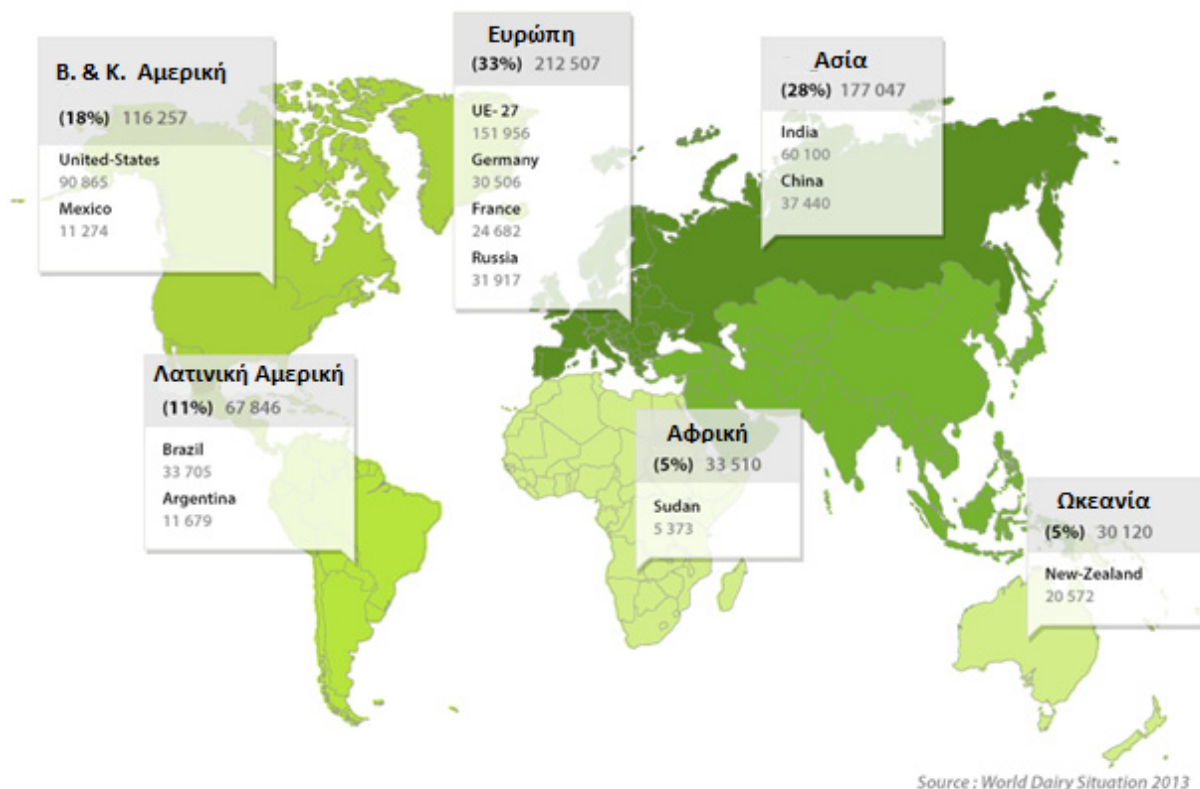 Β. & Κ. Αμερική
(18%) 116 257
United-States
90 865
Mexico
11 274
Ευρώπη
(33%) 212 507
UE- 27
151 956
Germany
30 506
France
24 682
Russia
31 917
Ασία
(28%) 177 047
India
60 100
China
37 440
Λατινική Αμερική
(11%) 67 846
Brazil
33 705
Argentina
11 679
Αφρική
(5%) 33 510
Sudan
5 373
Ωκεανία
(5%) 30 120
New-Zealand
20 572
Source : World Dairy Situation 2013